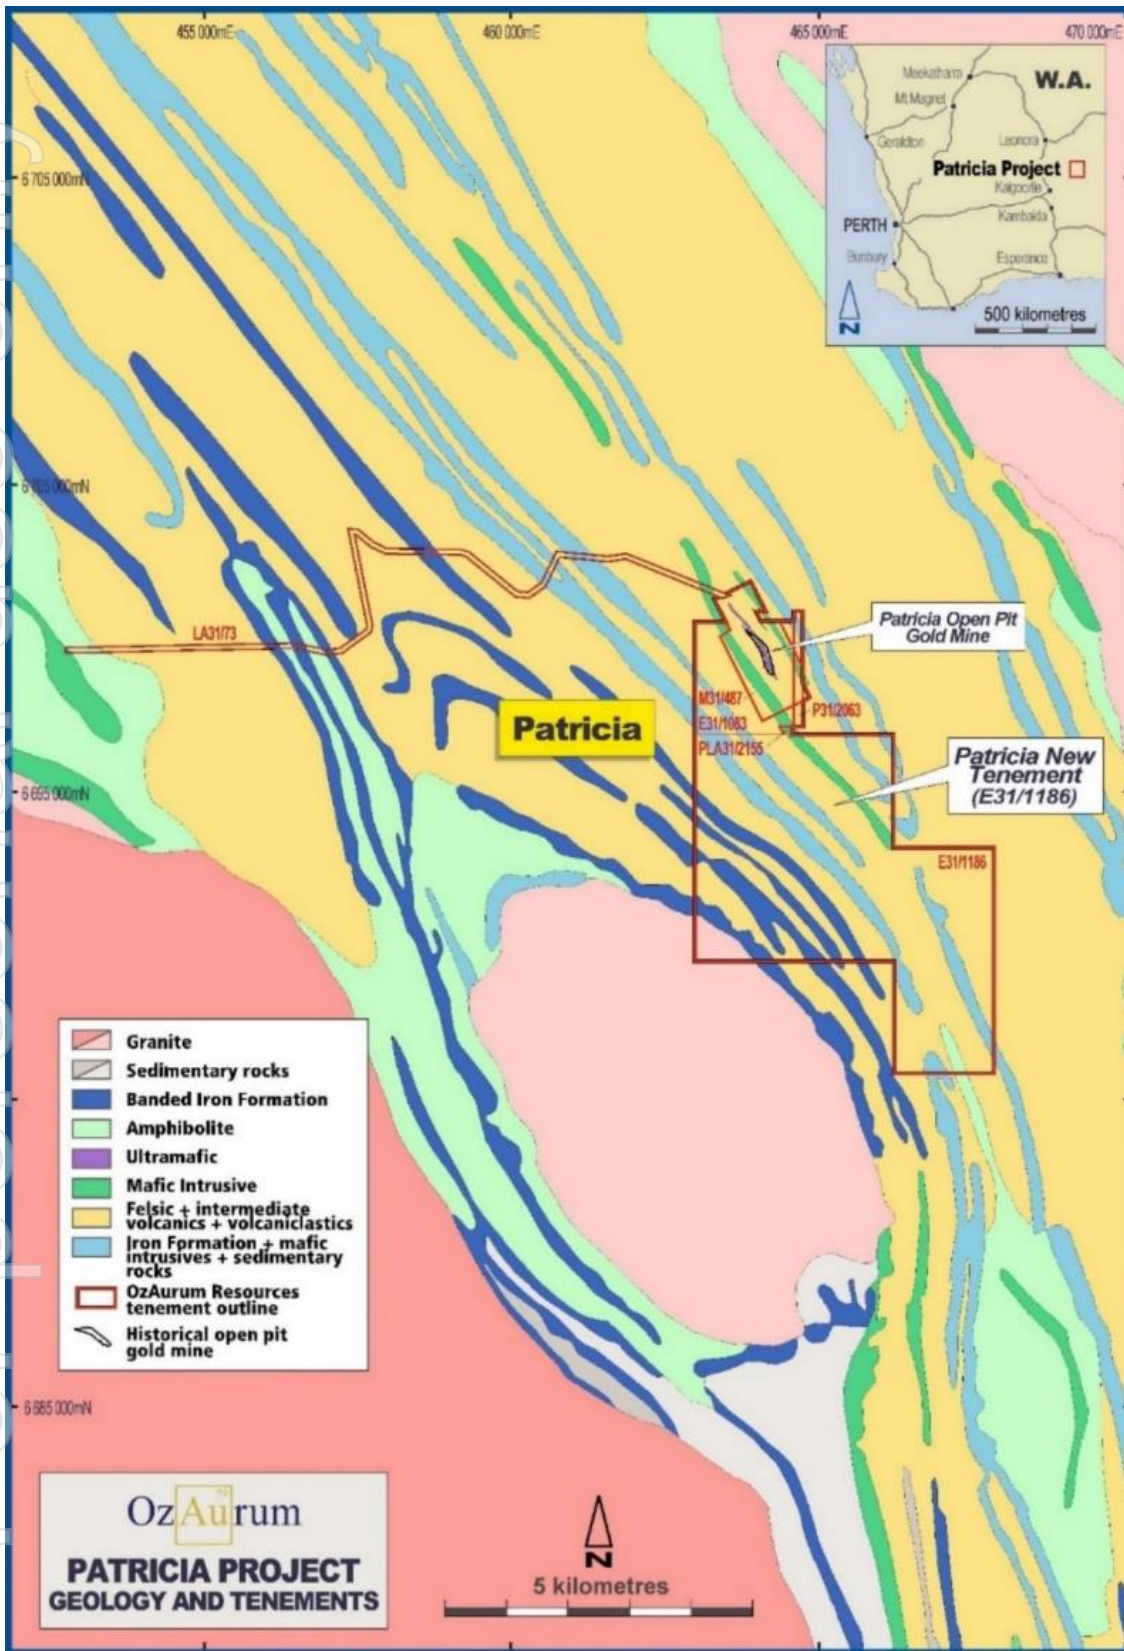 455 000mE
460 000mE
465 000mE
470 000mE
W.A.
Meekatharra
Mt Magnet
Geraldton
Leonora
Patricia Project
Kalgoorlie
Kambalda
PERTH
Bunbury
Esperance
N
500 kilometres
6 705 000mN
6 705 000mN
LA31/73
Patricia Open Pit
Gold Mine
M31/487
P31/2063
E31/1083
PLA31/2155
Patricia
Patricia New
Tenement
(E31/1186)
6 695 000mN
E31/1186
Granite
Sedimentary rocks
Banded Iron Formation
Amphibolite
Ultramafic
Mafic Intrusive
Felsic + intermediate
volcanics + volcaniclastics
Iron Formation + mafic
intrusives + sedimentary
rocks
OzAurum Resources
tenement outline
Historical open pit
gold mine
6 685 000mN
OzAurum
79
PATRICIA PROJECT
GEOLOGY AND TENEMENTS
N
5 kilometres